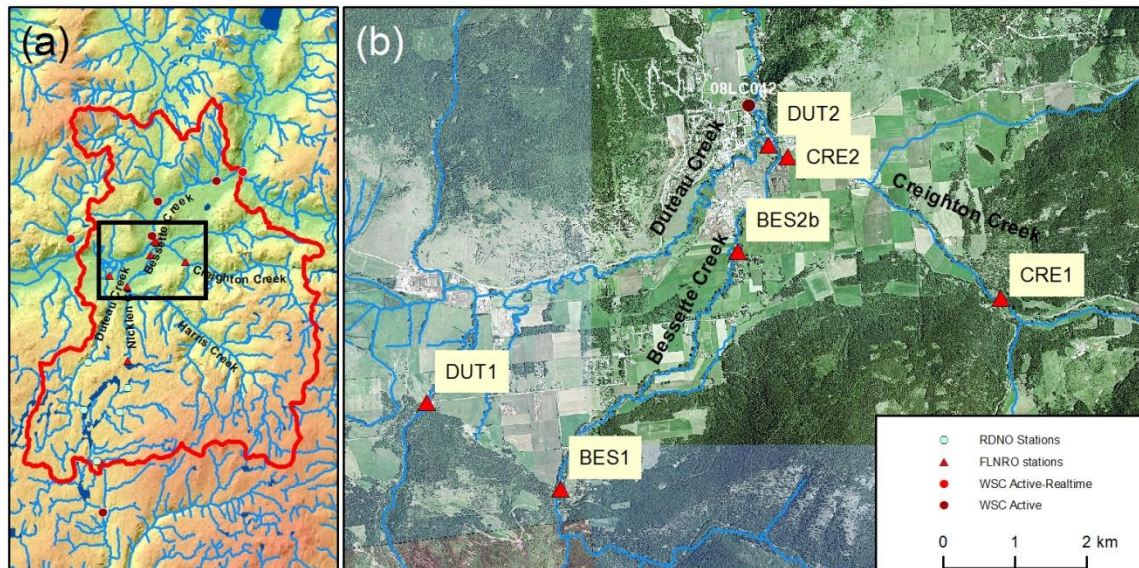 (a)
Bessette Creek
Duteau Creek
Creighton Creek
Nicklen
Harris Creek
(b)
08LC042
DUT2
CRE2
Duteau Creek
Creighton Creek
BES2b
Bessette Creek
CRE1
DUT1
BES1
RDNO Stations
FLNRO stations
WSC Active-Realtime
WSC Active
0 1 2 km